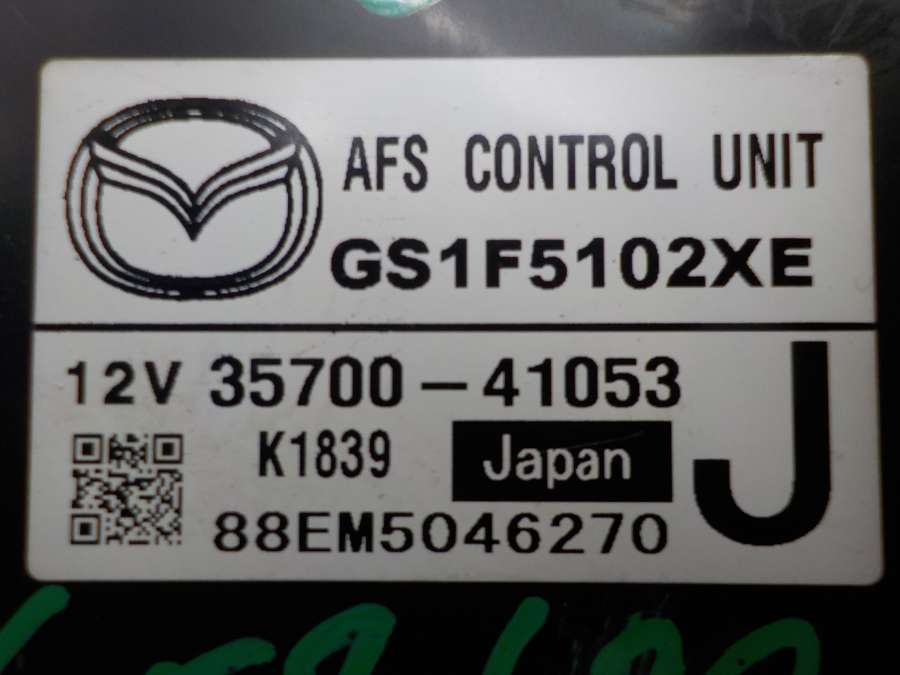 AFS CONTROL UNIT
GS1F5102XE
12V 35700-41053
J
K1839 Japan
88EM5046270